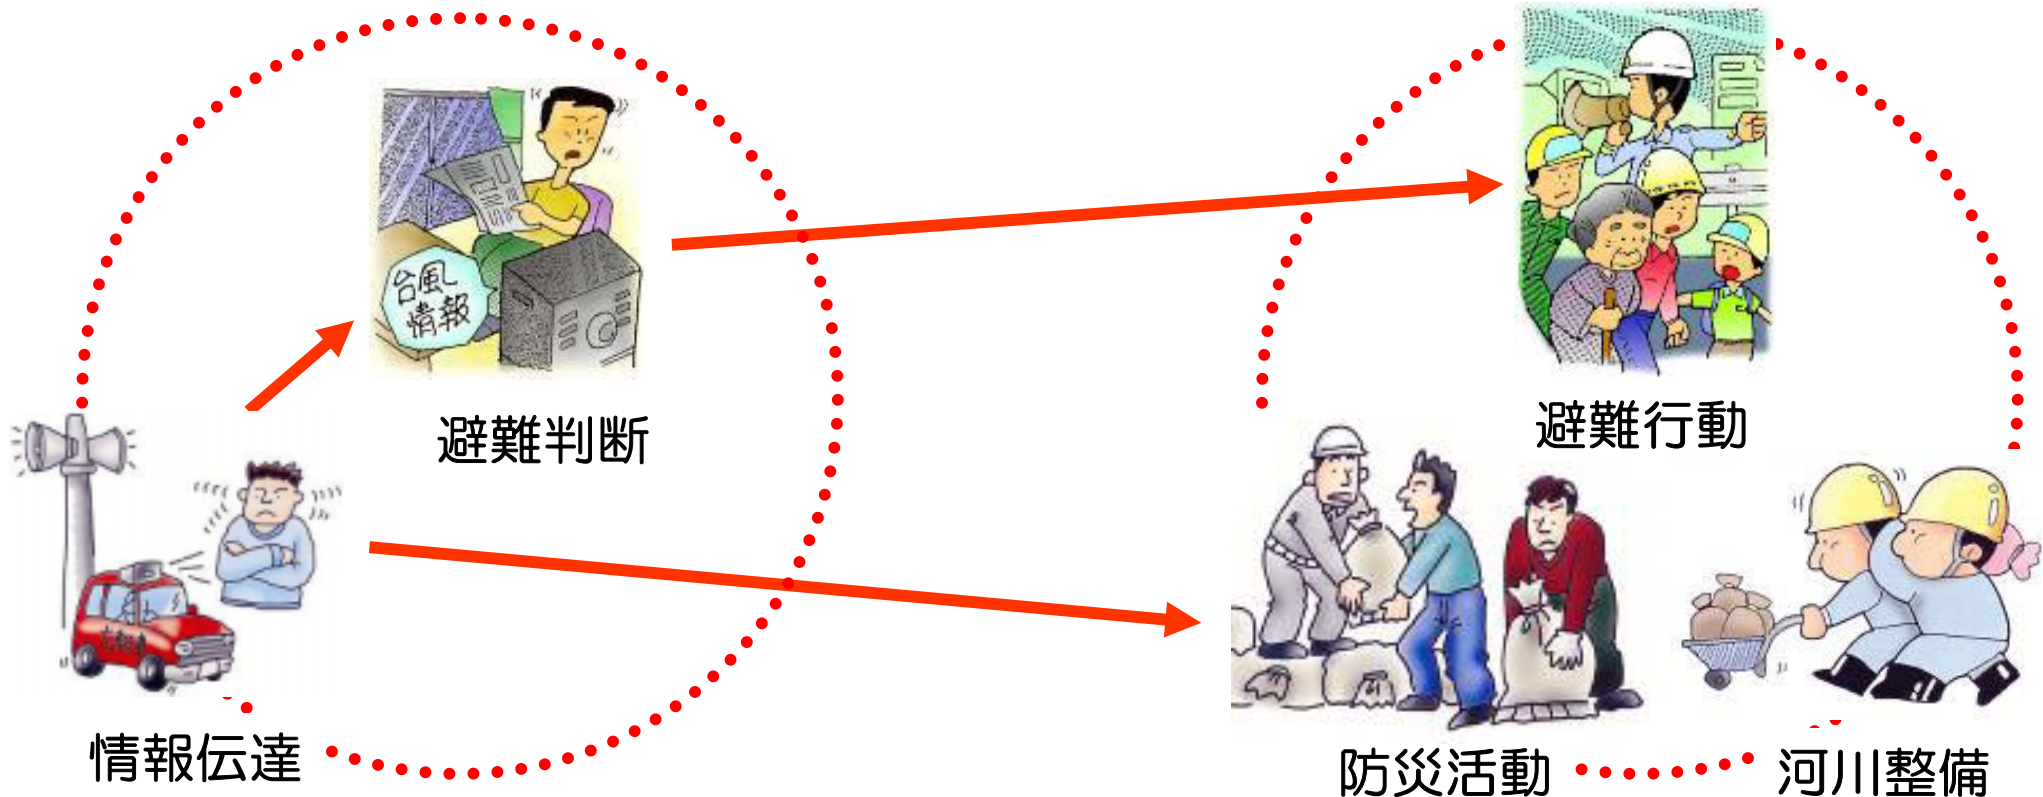 台風
情報
避難判断
避難行動
情報伝達
防災活動
河川整備